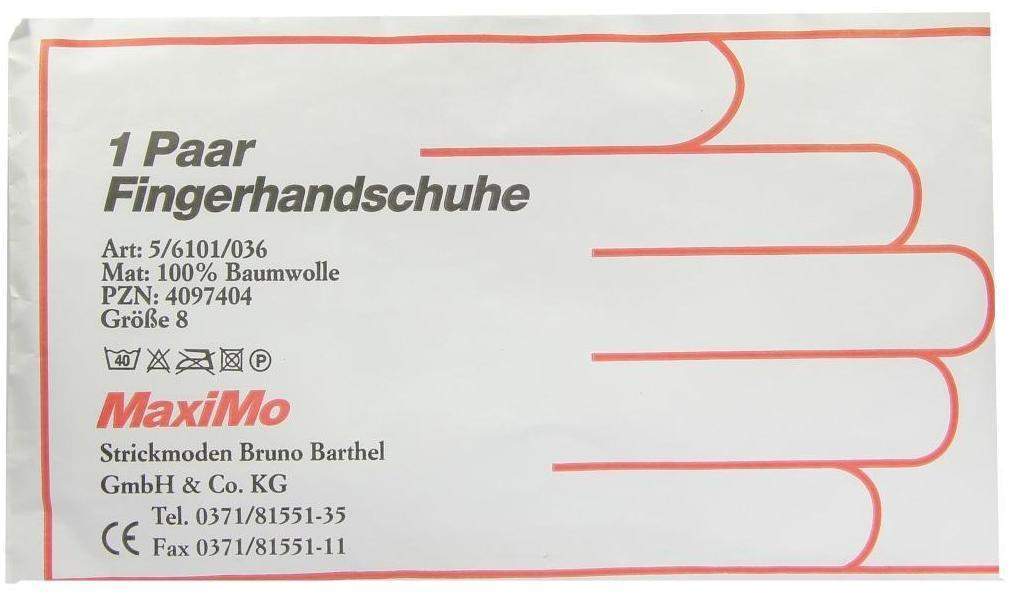 1 Paar
Fingerhandschuhe
Art: 5/6101/036
Mat: 100% Baumwolle
PZN: 4097404
Größe 8
40 P
MaxiMo
Strickmoden Bruno Barthel
GmbH & Co. KG
Tel. 0371/81551-35
CE
Fax 0371/81551-11